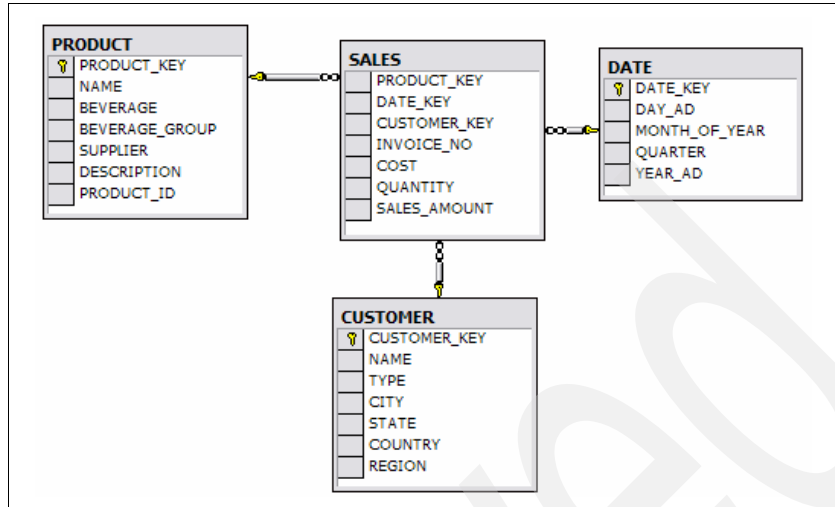 PRODUCT
PRODUCT_KEY
NAME
BEVERAGE
BEVERAGE_GROUP
SUPPLIER
DESCRIPTION
PRODUCT_ID
SALES
PRODUCT_KEY
DATE_KEY
CUSTOMER_KEY
INVOICE_NO
COST
QUANTITY
SALES_AMOUNT
DATE
DATE_KEY
DAY_AD
MONTH_OF_YEAR
QUARTER
YEAR_AD
CUSTOMER
CUSTOMER_KEY
NAME
TYPE
CITY
STATE
COUNTRY
REGION